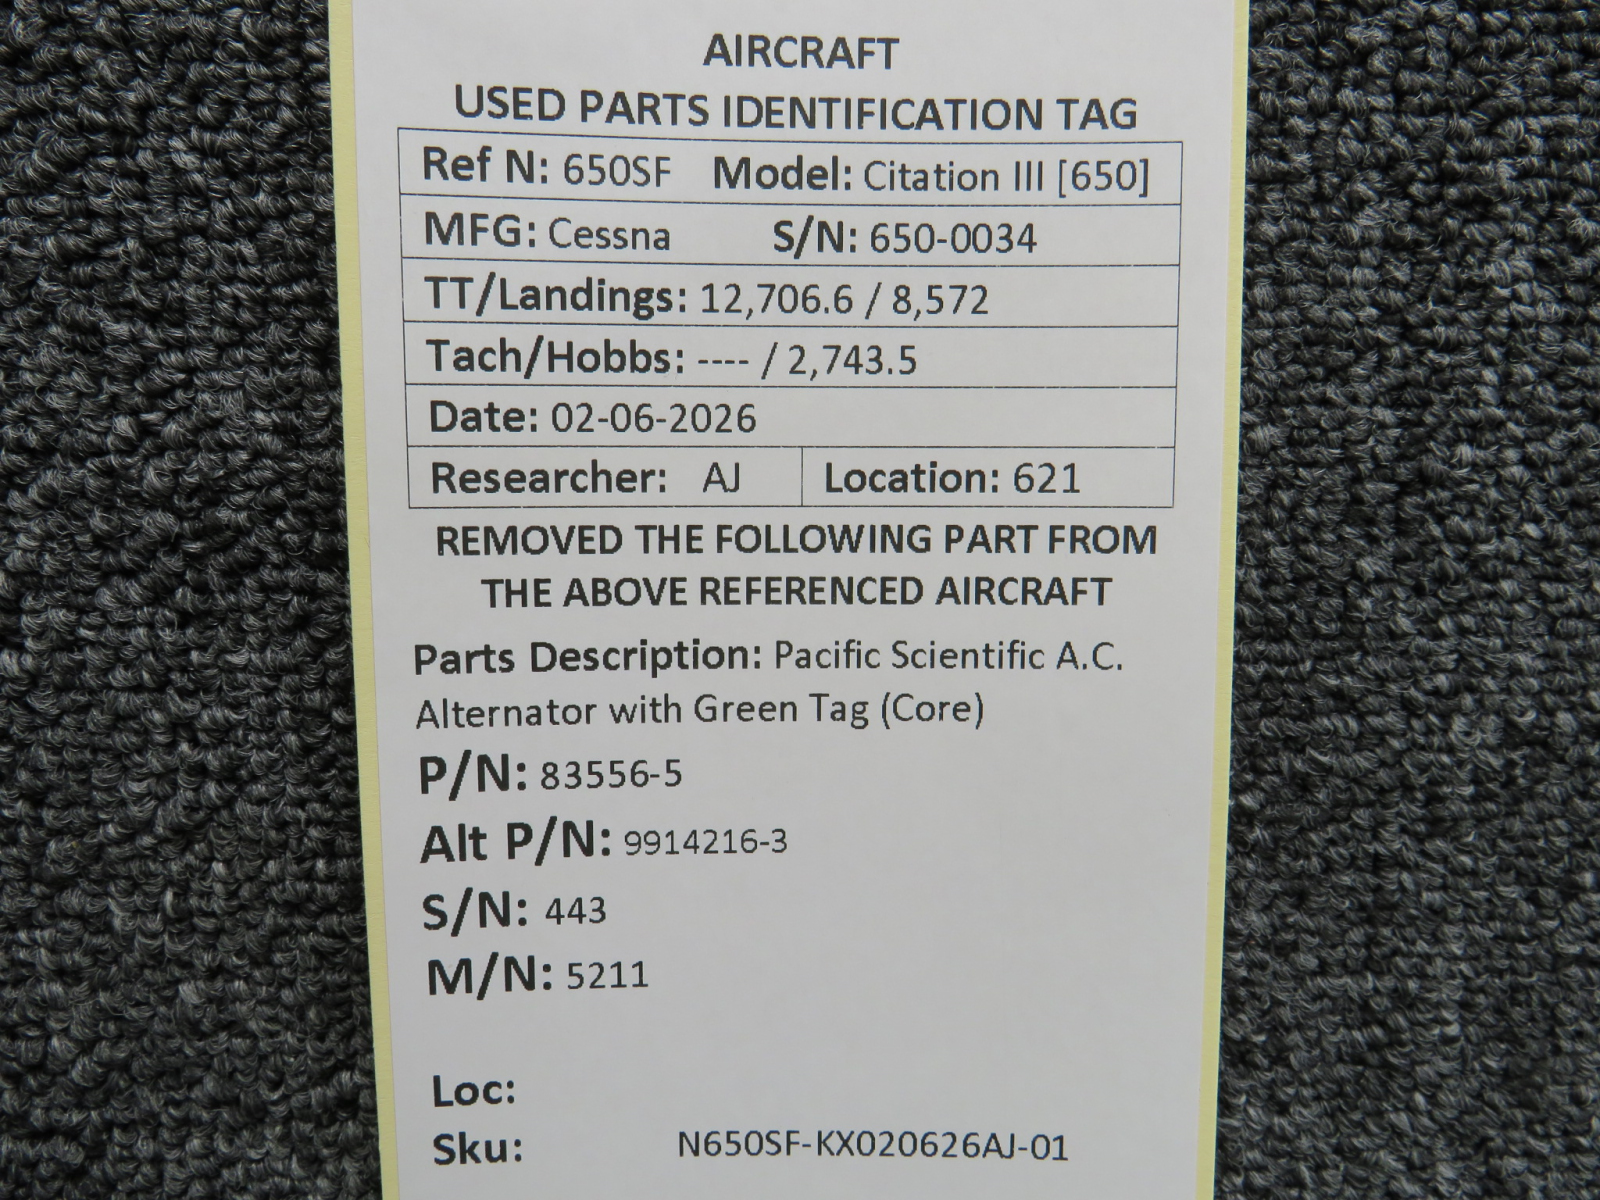 AIRCRAFT
USED PARTS IDENTIFICATION TAG
Ref N: 650SF Model: Citation III [650]
MFG: Cessna S/N: 650-0034
TT/Landings: 12,706.6 / 8,572
Tach/Hobbs: ---- / 2,743.5
Date: 02-06-2026
Researcher: AJ Location: 621
REMOVED THE FOLLOWING PART FROM
THE ABOVE REFERENCED AIRCRAFT
Parts Description: Pacific Scientific A.C.
Alternator with Green Tag (Core)
P/N: 83556-5
Alt P/N: 9914216-3
S/N: 443
M/N: 5211
Loc:
Sku: N650SF-KX020626AJ-01